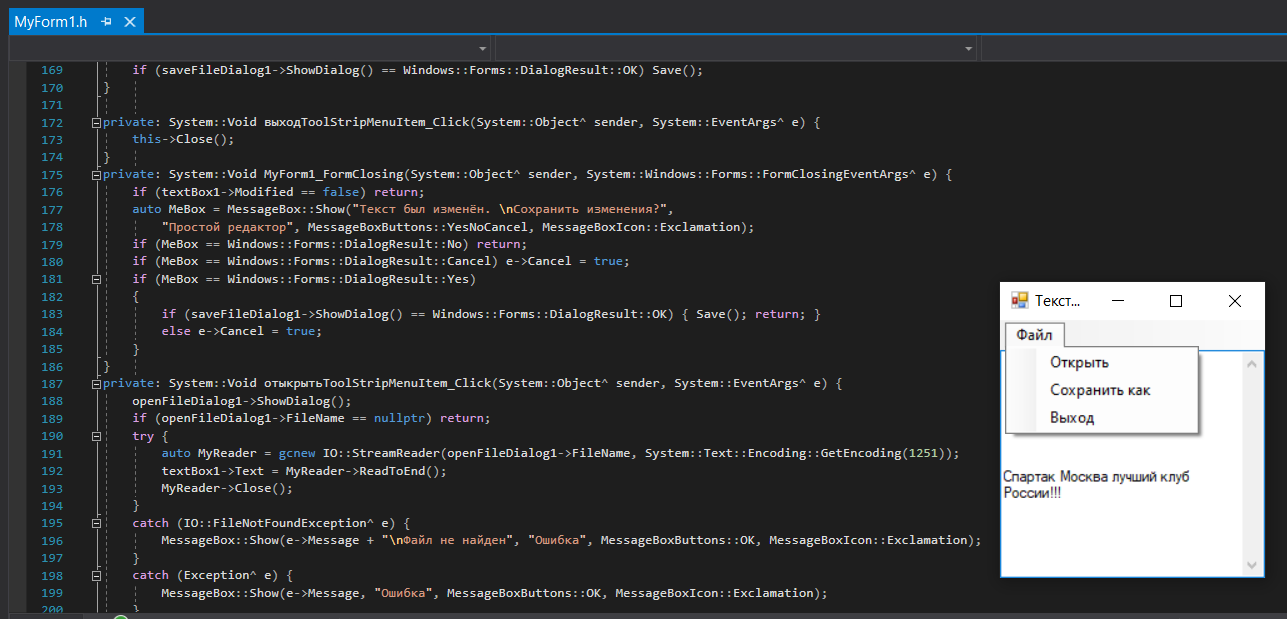 MyForm1.h
169 if (saveFileDialog1->ShowDialog() == Windows::Forms::DialogResult::OK) Save();
170 }
171
172 private: System::Void выходToolStripMenuItem_Click(System::Object^ sender, System::EventArgs^ e) {
173 this->Close();
174 }
175 private: System::Void MyForm1_FormClosing(System::Object^ sender, System::Windows::Forms::FormClosingEventArgs^ e) {
176 if (textBox1->Modified == false) return;
177 auto MeBox = MessageBox::Show("Текст был изменён. \nСохранить изменения?",
178 "Простой редактор", MessageBoxButtons::YesNoCancel, MessageBoxIcon::Exclamation);
179 if (MeBox == Windows::Forms::DialogResult::No) return;
180 if (MeBox == Windows::Forms::DialogResult::Cancel) e->Cancel = true;
181 if (MeBox == Windows::Forms::DialogResult::Yes)
182 {
183 if (saveFileDialog1->ShowDialog() == Windows::Forms::DialogResult::OK) { Save(); return; }
184 else e->Cancel = true;
185 }
186 }
187 private: System::Void отыкрытьToolStripMenuItem_Click(System::Object^ sender, System::EventArgs^ e) {
188 openFileDialog1->ShowDialog();
189 if (openFileDialog1->FileName == nullptr) return;
190 try {
191 auto MyReader = gcnew IO::StreamReader(openFileDialog1->FileName, System::Text::Encoding::GetEncoding(1251));
192 textBox1->Text = MyReader->ReadToEnd();
193 MyReader->Close();
194 }
195 catch (IO::FileNotFoundException^ e) {
196 MessageBox::Show(e->Message + "\nФайл не найден", "Ошибка", MessageBoxButtons::OK, MessageBoxIcon::Exclamation);
197 }
198 catch (Exception^ e) {
199 MessageBox::Show(e->Message, "Ошибка", MessageBoxButtons::OK, MessageBoxIcon::Exclamation);
200 }
Текст...
Файл
Открыть
Сохранить как
Выход
Спартак Москва лучший клуб
России!!!